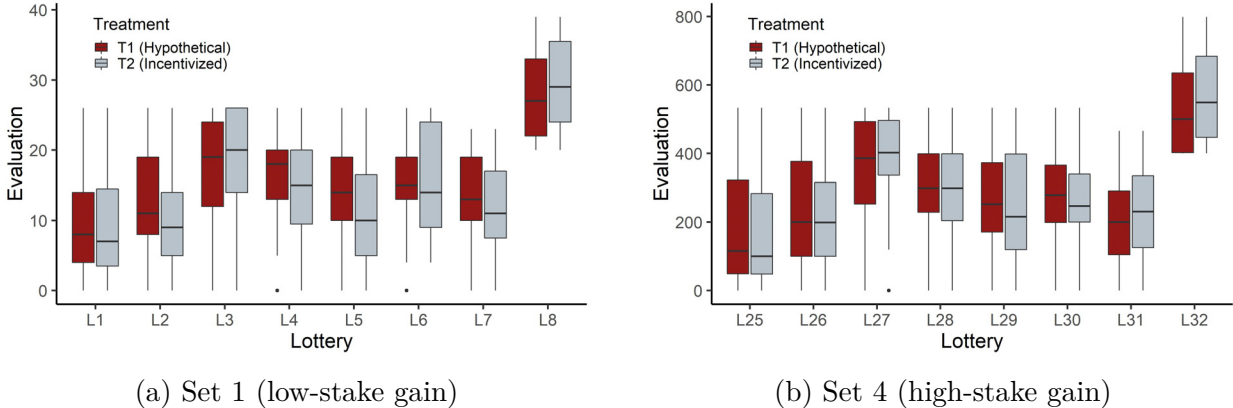 Treatment
T1 (Hypothetical)
T2 (Incentivized)
Evaluation
40
30
20
10
0
L1 L2 L3 L4 L5 L6 L7 L8
Lottery
(a) Set 1 (low-stake gain)
Treatment
T1 (Hypothetical)
T2 (Incentivized)
Evaluation
800
600
400
200
0
L25 L26 L27 L28 L29 L30 L31 L32
Lottery
(b) Set 4 (high-stake gain)